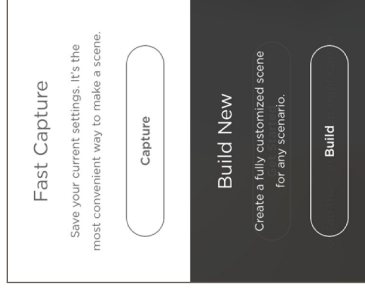 Fast Capture
Save your current settings. It's the
most convenient way to make a scene.
Capture
Build New
Create a fully customized scene
for any scenario.
Build